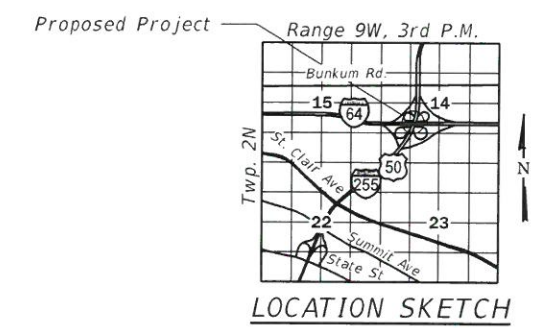 Proposed Project
Range 9W, 3rd P.M.
Bunkum Rd.
15
64
14
Twp. 2N
St. Clair Ave
50
255
N
22
23
Summit Ave
State St
LOCATION SKETCH